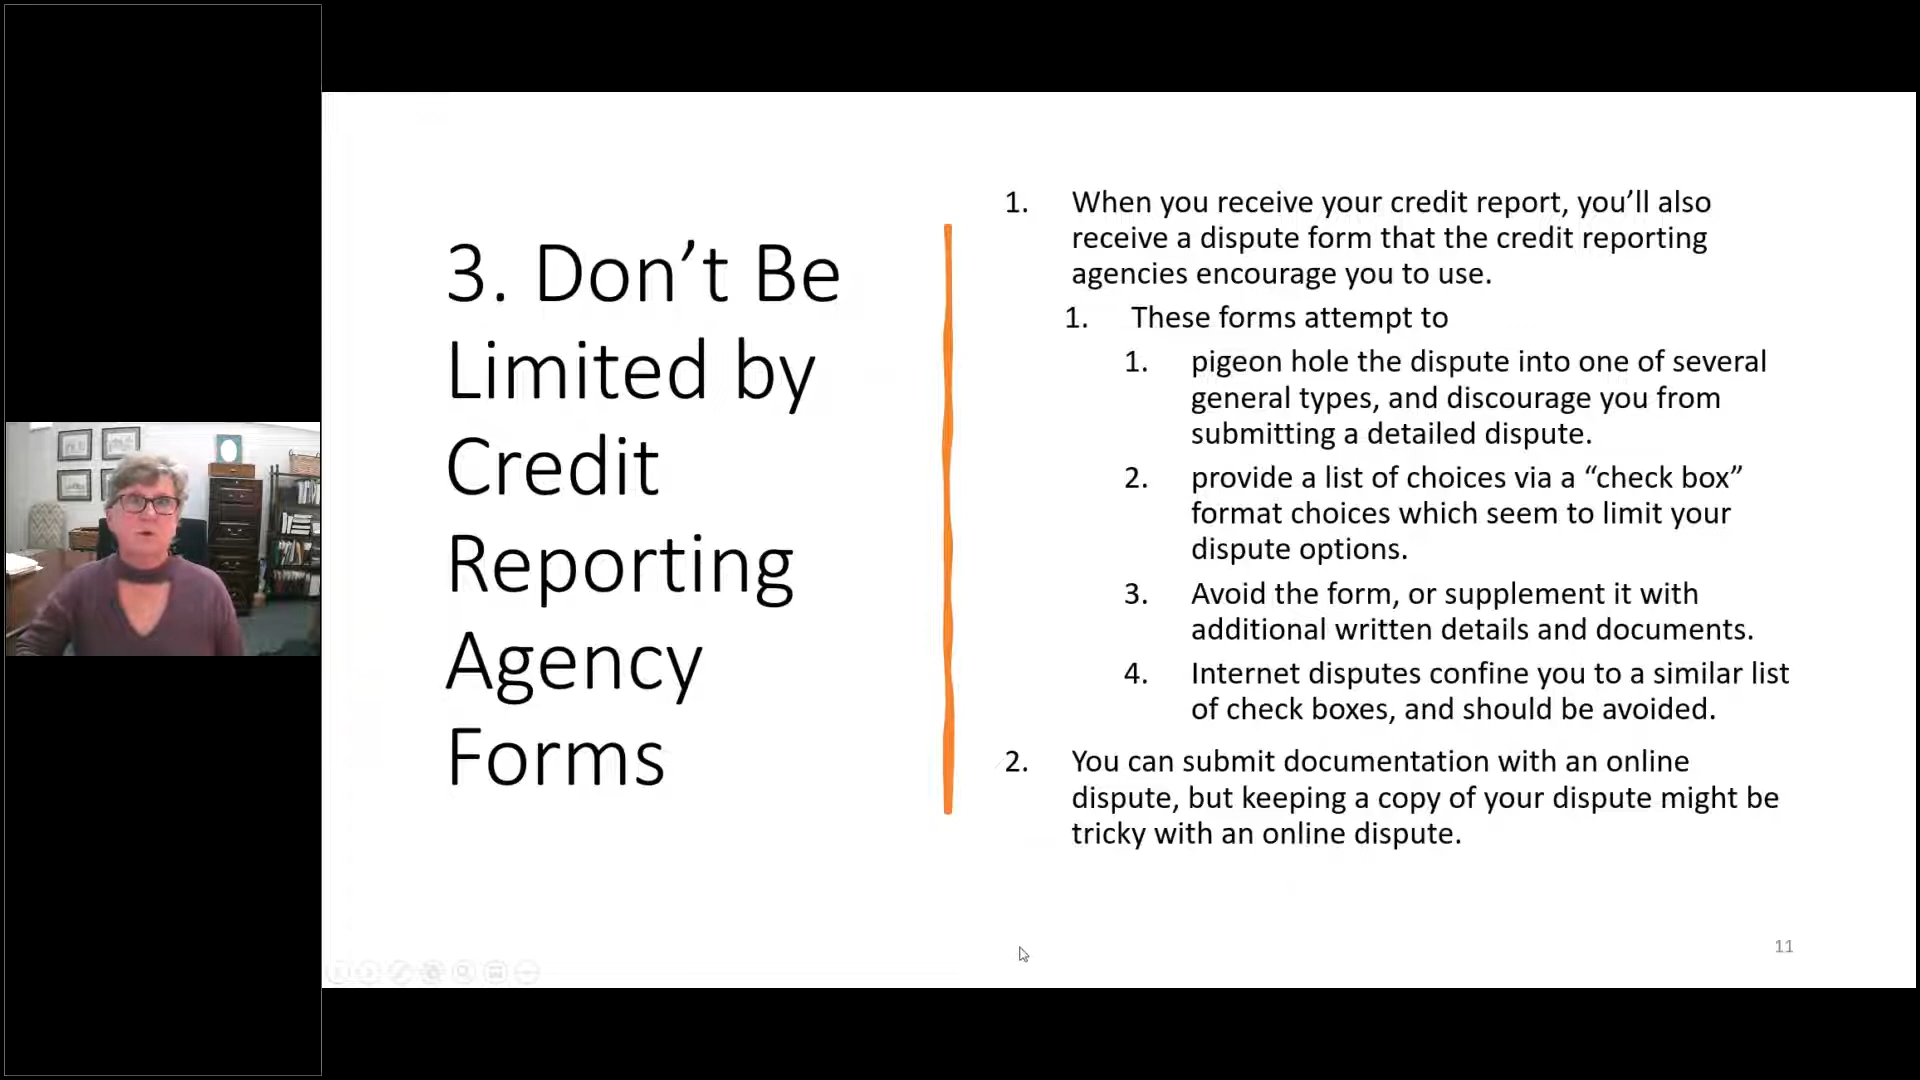 3. Don’t Be
Limited by
Credit
Reporting
Agency
Forms
1. When you receive your credit report, you’ll also
receive a dispute form that the credit reporting
agencies encourage you to use.
1. These forms attempt to
1. pigeon hole the dispute into one of several
general types, and discourage you from
submitting a detailed dispute.
2. provide a list of choices via a “check box”
format choices which seem to limit your
dispute options.
3. Avoid the form, or supplement it with
additional written details and documents.
4. Internet disputes confine you to a similar list
of check boxes, and should be avoided.
2. You can submit documentation with an online
dispute, but keeping a copy of your dispute might be
tricky with an online dispute.
11